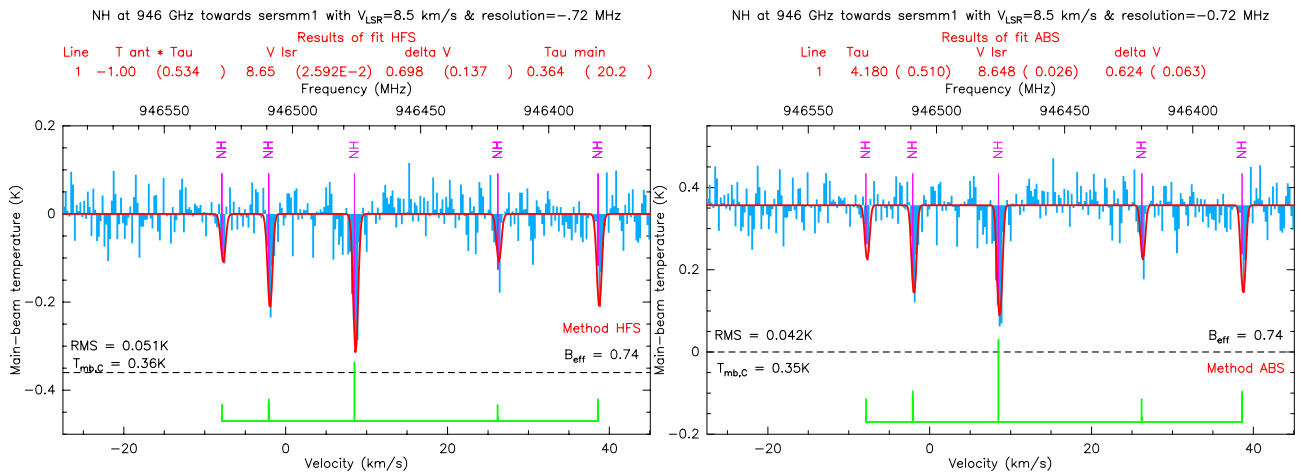 NH at 946 GHz towards sersmm1 with V_LSR=8.5 km/s & resolution=-.72 MHz
Results of fit HFS
Line T ant * Tau V lsr delta V Tau main
1 -1.00 (0.534 ) 8.65 (2.592E-2) 0.698 (0.137 ) 0.364 ( 20.2 )
Frequency (MHz)
946550 946500 946450 946400
NH NH NH NH NH
0.2
0
-0.2
-0.4
Main-beam temperature (K)
Method HFS
RMS = 0.051K
B_eff = 0.74
T_mb,C = 0.36K
-20 0 20 40
Velocity (km/s)
NH at 946 GHz towards sersmm1 with V_LSR=8.5 km/s & resolution=-0.72 MHz
Results of fit ABS
Line Tau V lsr delta V
1 4.180 ( 0.510) 8.648 ( 0.026) 0.624 ( 0.063)
Frequency (MHz)
946550 946500 946450 946400
NH NH NH NH NH
0.4
0.2
0
-0.2
Main-beam temperature (K)
RMS = 0.042K
B_eff = 0.74
T_mb,C = 0.35K
Method ABS
-20 0 20 40
Velocity (km/s)